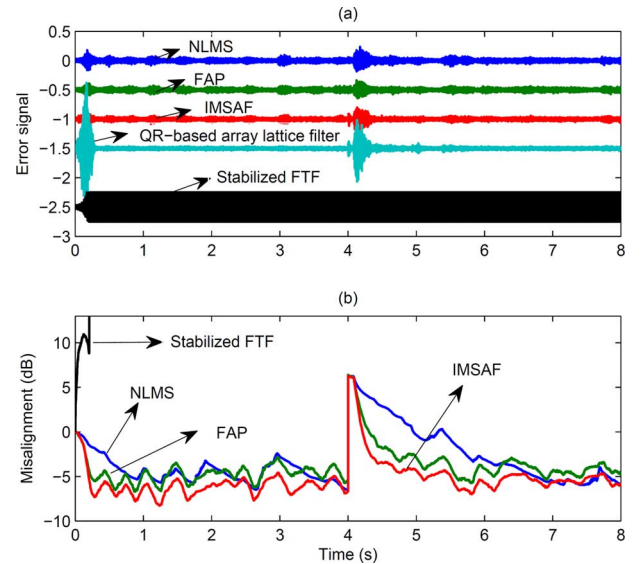 (a)
0.5
0
−0.5
−1
−1.5
−2
−2.5
−3
Error signal
NLMS
FAP
IMSAF
QR−based array lattice filter
Stabilized FTF
0 1 2 3 4 5 6 7 8
(b)
10
5
0
−5
−10
Misalignment (dB)
Stabilized FTF
NLMS
FAP
IMSAF
0 1 2 3 4 5 6 7 8
Time (s)